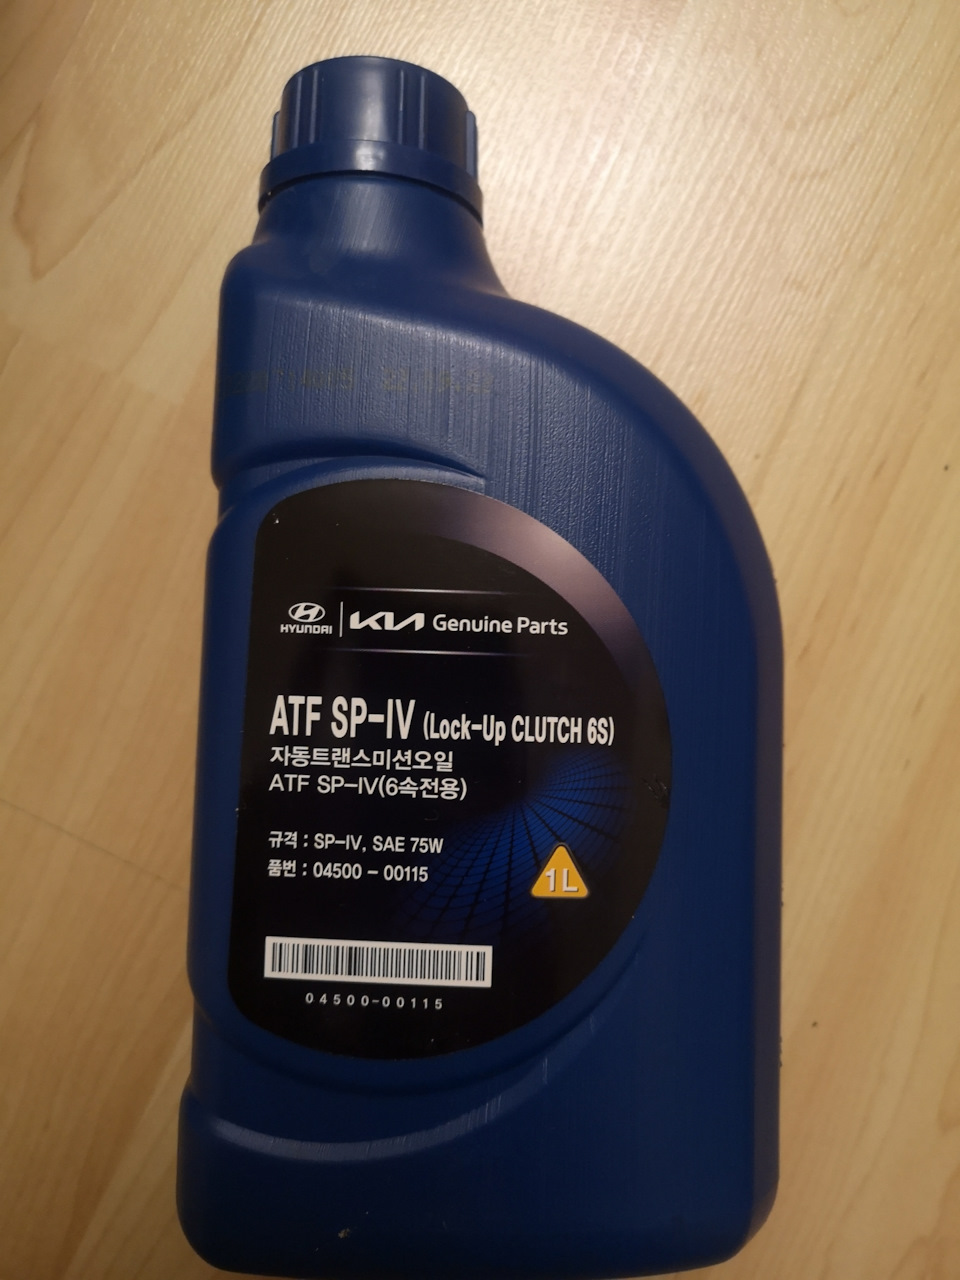 HYUNDAI KIA Genuine Parts
ATF SP-IV (Lock-Up CLUTCH 6S)
자동트랜스미션오일
ATF SP-IV(6속전용)
규격 : SP-IV, SAE 75W
품번 : 04500 - 00115
1L
04500-00115